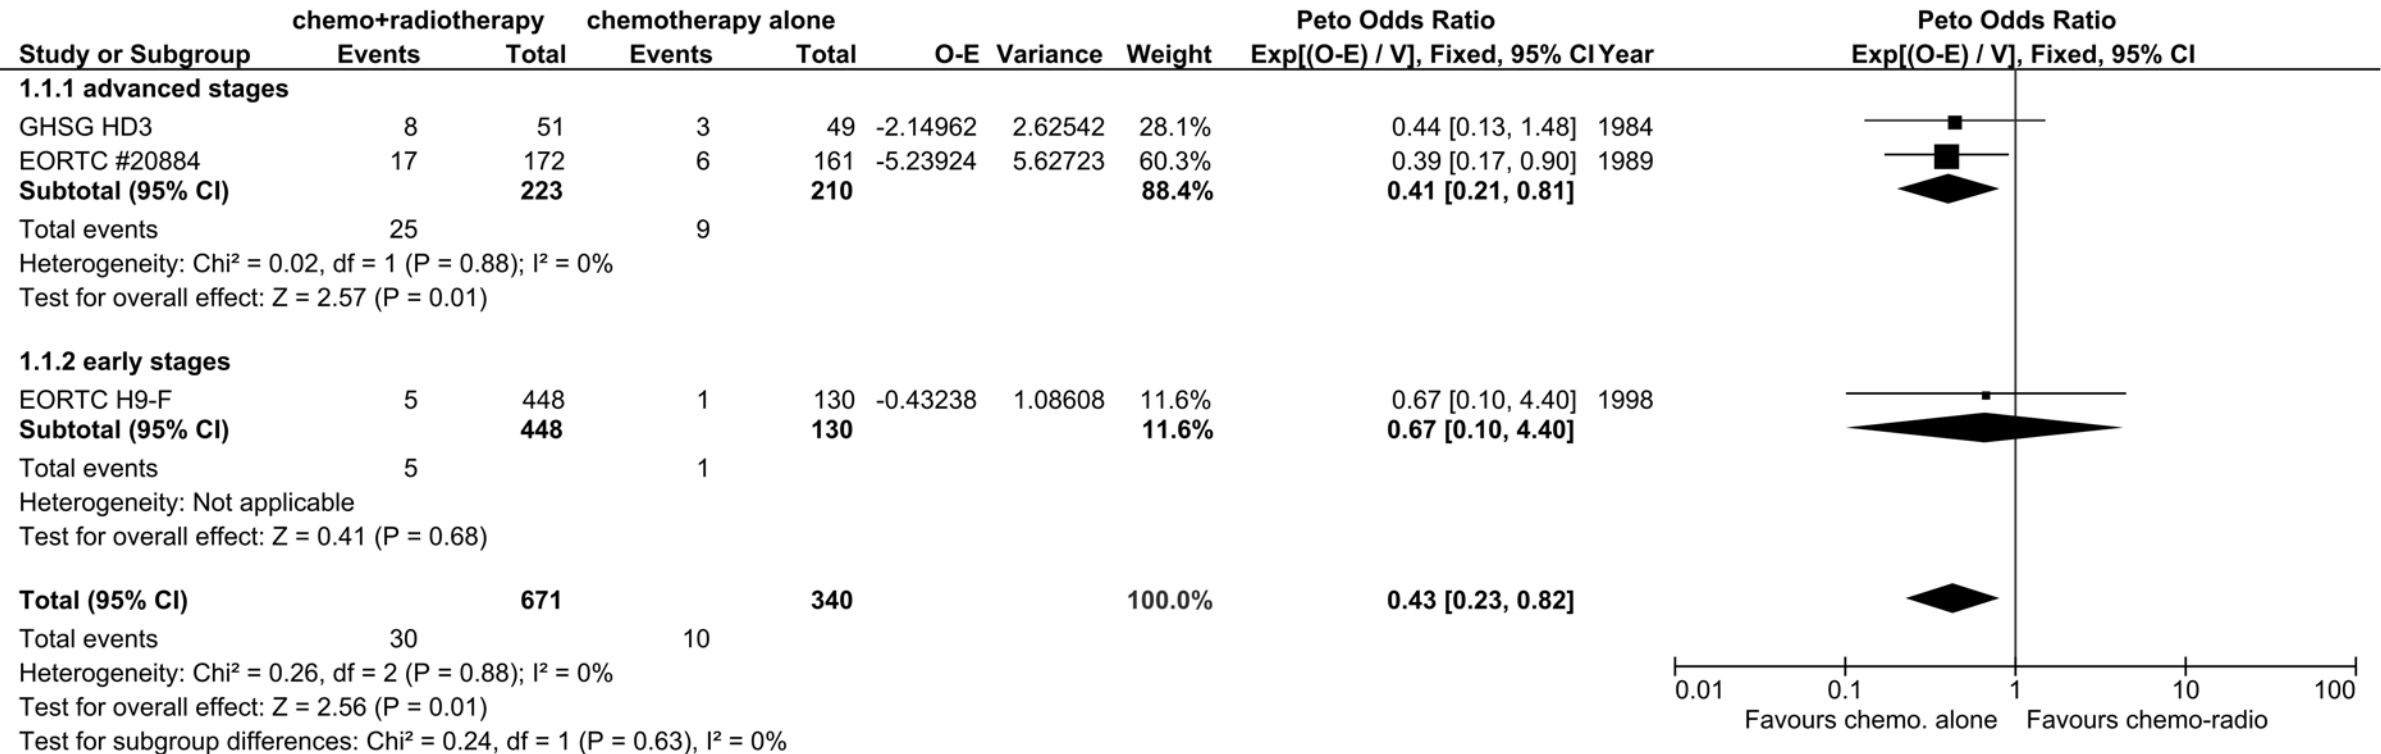 chemo+radiotherapy chemotherapy alone Peto Odds Ratio Peto Odds Ratio
Study or Subgroup Events Total Events Total O-E Variance Weight Exp[(O-E) / V], Fixed, 95% CI Year Exp[(O-E) / V], Fixed, 95% CI
1.1.1 advanced stages
GHSG HD3 8 51 3 49 -2.14962 2.62542 28.1% 0.44 [0.13, 1.48] 1984
EORTC #20884 17 172 6 161 -5.23924 5.62723 60.3% 0.39 [0.17, 0.90] 1989
Subtotal (95% CI) 223 210 88.4% 0.41 [0.21, 0.81]
Total events 25 9
Heterogeneity: Chi² = 0.02, df = 1 (P = 0.88); I² = 0%
Test for overall effect: Z = 2.57 (P = 0.01)
1.1.2 early stages
EORTC H9-F 5 448 1 130 -0.43238 1.08608 11.6% 0.67 [0.10, 4.40] 1998
Subtotal (95% CI) 448 130 11.6% 0.67 [0.10, 4.40]
Total events 5 1
Heterogeneity: Not applicable
Test for overall effect: Z = 0.41 (P = 0.68)
Total (95% CI) 671 340 100.0% 0.43 [0.23, 0.82]
Total events 30 10
Heterogeneity: Chi² = 0.26, df = 2 (P = 0.88); I² = 0%
Test for overall effect: Z = 2.56 (P = 0.01)
Test for subgroup differences: Chi² = 0.24, df = 1 (P = 0.63), I² = 0%
0.01 0.1 1 10 100
Favours chemo. alone Favours chemo-radio